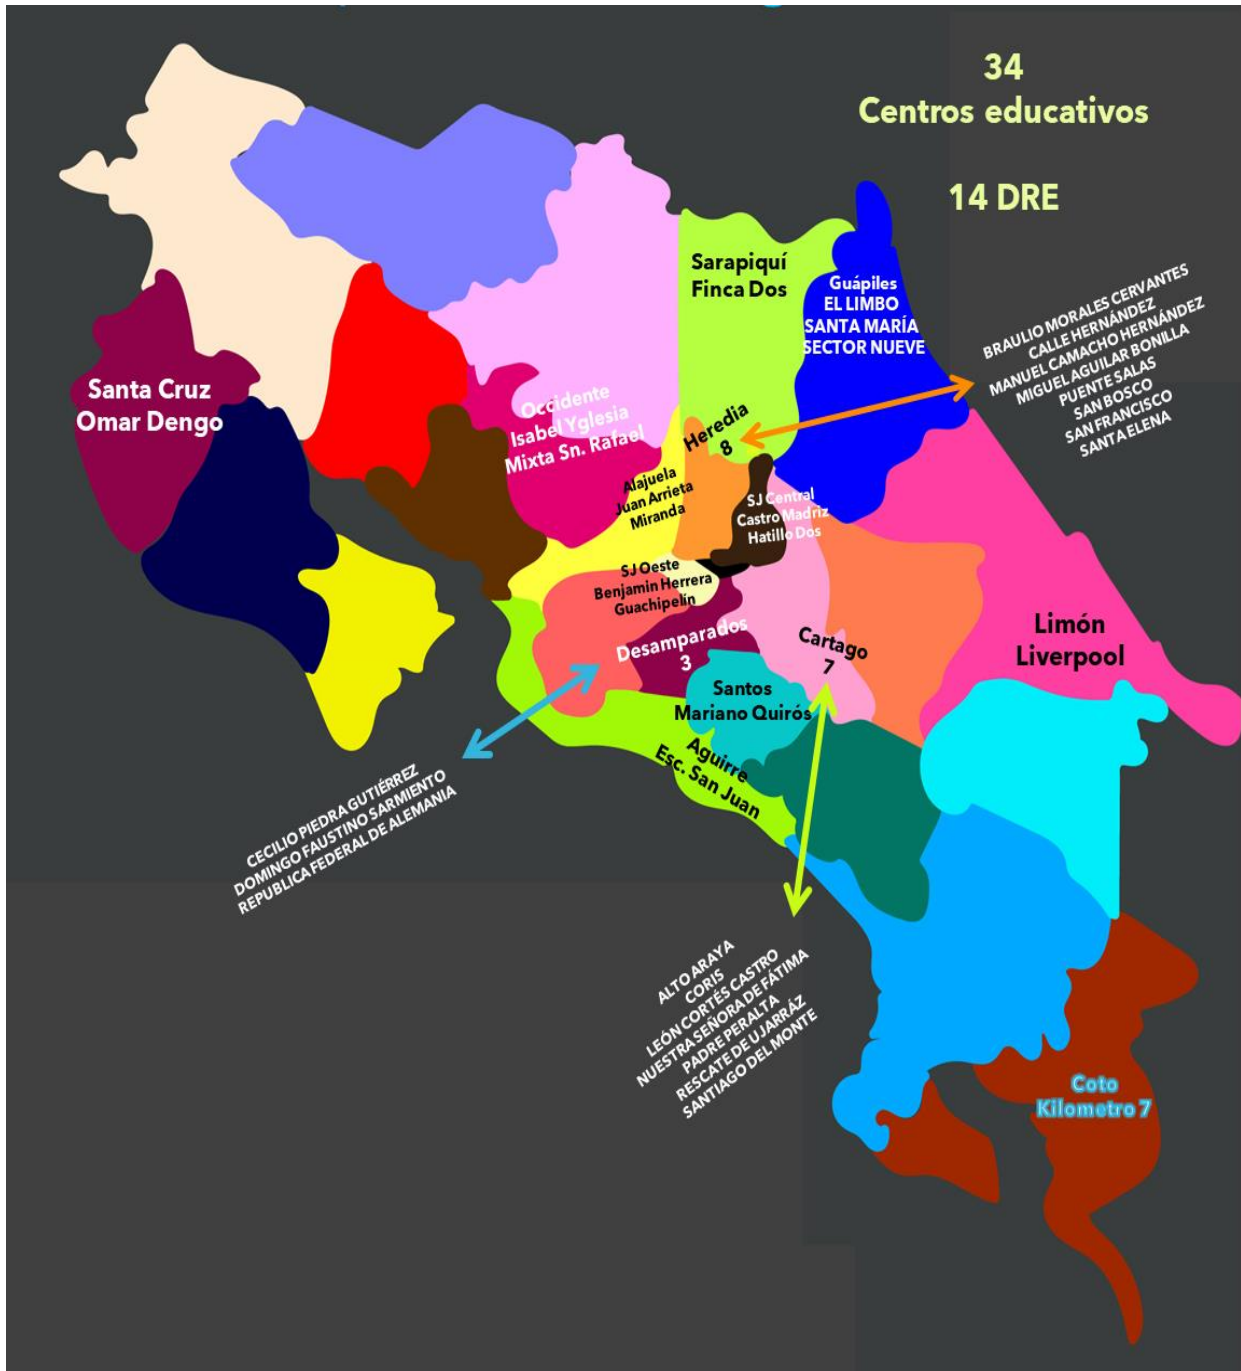 34
Centros educativos
14 DRE
Sarapiquí
Finca Dos
Guápiles
EL LIMBO
SANTA MARÍA
SECTOR NUEVE
BRAULIO MORALES CERVANTES
CALLE HERNÁNDEZ
MANUEL CAMACHO HERNÁNDEZ
MIGUEL AGUILAR BONILLA
PUENTE SALAS
SAN BOSCO
SAN FRANCISCO
SANTA ELENA
Santa Cruz
Omar Dengo
Occidente
Isabel Yglesia
Mixta Sn. Rafael
Heredia
8
Alajuela
Juan Arrieta
Miranda
SJ Central
Castro Madriz
Hatillo Dos
SJ Oeste
Benjamin Herrera
Guachipelín
Desamparados
3
Cartago
7
Limón
Liverpool
Santos
Mariano Quirós
Aguirre
Esc. San Juan
CECILIO PIEDRA GUTIÉRREZ
DOMINGO FAUSTINO SARMIENTO
REPUBLICA FEDERAL DE ALEMANIA
ALTO ARAYA
CORIS
LEÓN CORTÉS CASTRO
NUESTRA SEÑORA DE FÁTIMA
PADRE PERALTA
RESCATE DE UJARRÁZ
SANTIAGO DEL MONTE
Coto
Kilometro 7